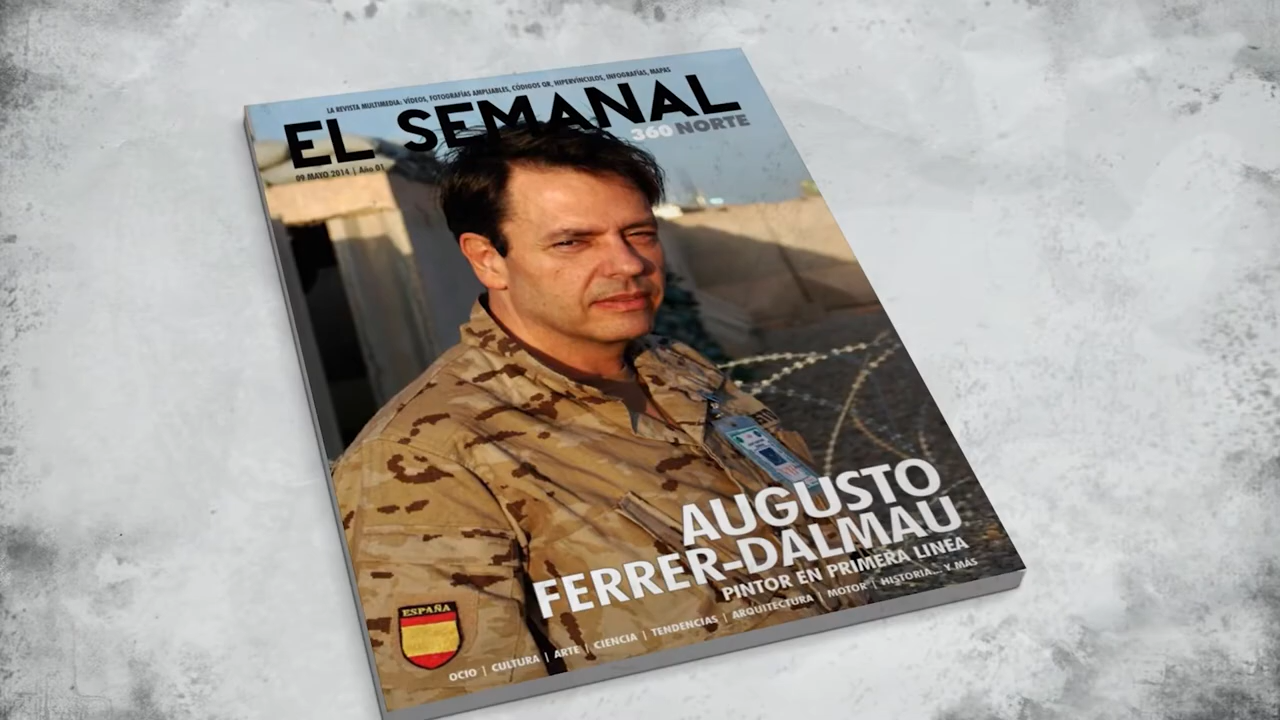 LA REVISTA MULTIMEDIA: VÍDEOS, FOTOGRAFÍAS AMPLIABLES, CÓDIGOS QR, HIPERVÍNCULOS, INFOGRAFÍAS, MAPAS
EL SEMANAL
360 NORTE
09 MAYO 2014 | Año 01
AUGUSTO
FERRER-DALMAU
PINTOR EN PRIMERA LINEA
OCIO | CULTURA | ARTE | CIENCIA | TENDENCIAS | ARQUITECTURA | MOTOR | HISTORIA... Y MÁS
ESPAÑA